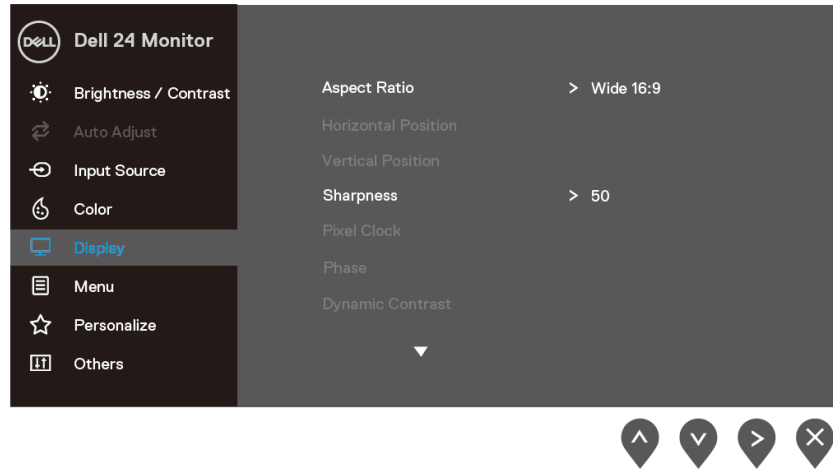 DELL Dell 24 Monitor
Brightness / Contrast
Auto Adjust
Input Source
Color
Display
Menu
Personalize
Others
Aspect Ratio > Wide 16:9
Horizontal Position
Vertical Position
Sharpness > 50
Pixel Clock
Phase
Dynamic Contrast